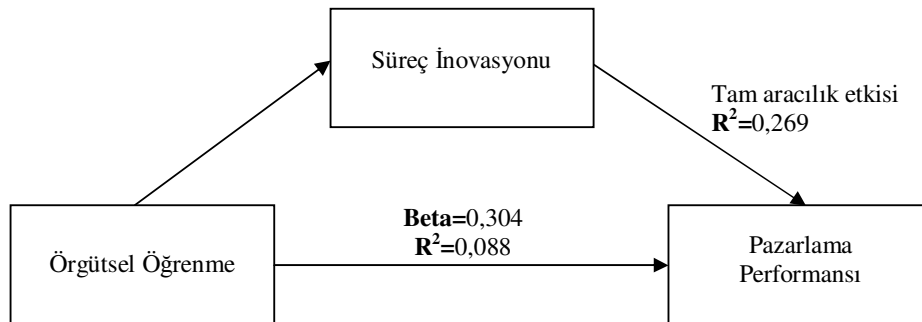 Süreç İnovasyonu
Tam aracılık etkisi
R²=0,269
Beta=0,304
R²=0,088
Örgütsel Öğrenme
Pazarlama
Performansı